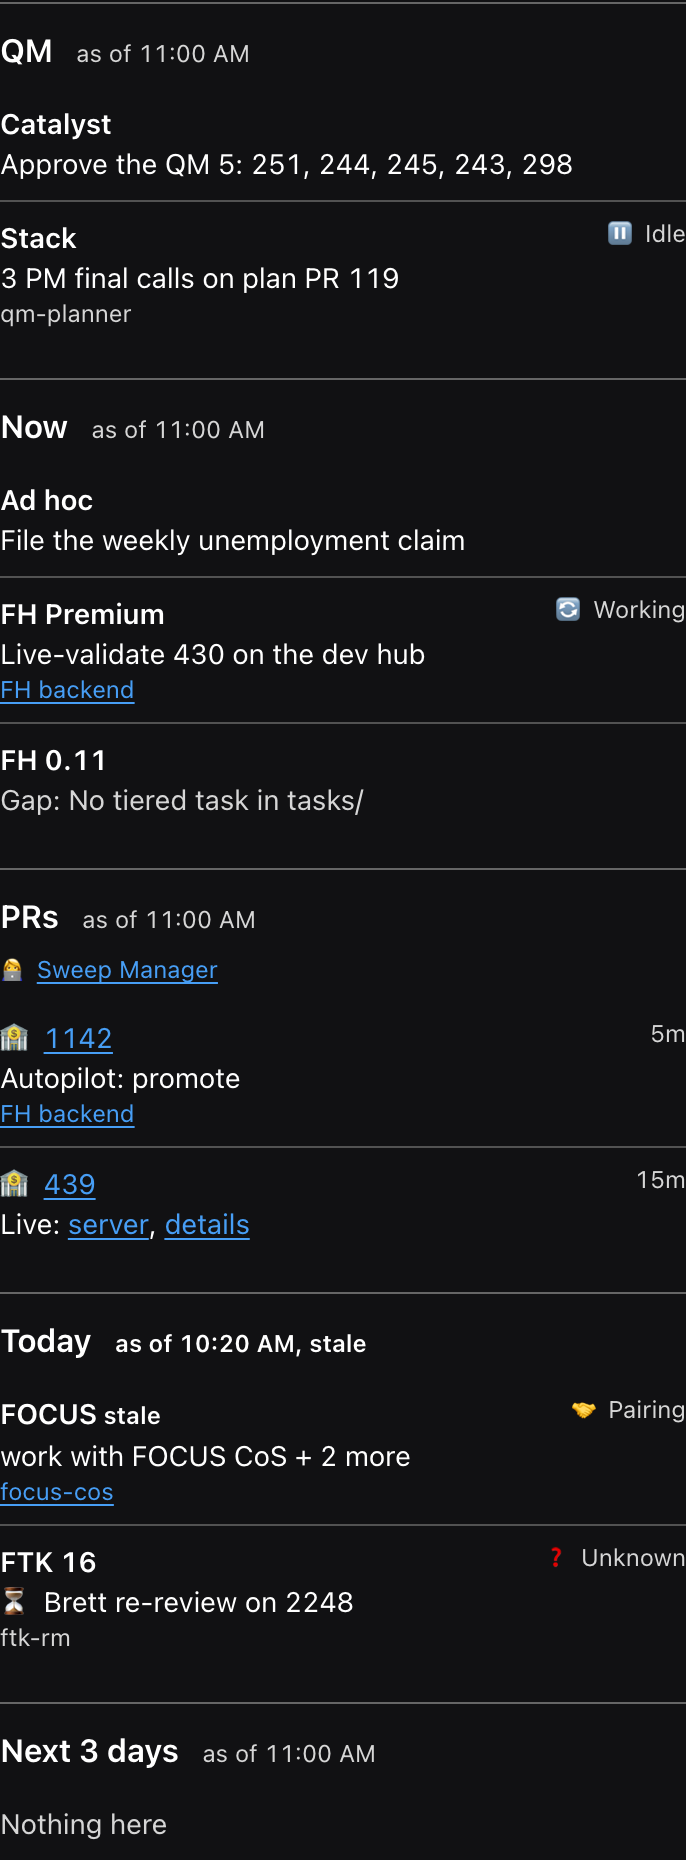 QM as of 11:00 AM
Catalyst
Approve the QM 5: 251, 244, 245, 243, 298
Stack
Idle
3 PM final calls on plan PR 119
qm-planner
Now as of 11:00 AM
Ad hoc
File the weekly unemployment claim
FH Premium
Working
Live-validate 430 on the dev hub
FH backend
FH 0.11
Gap: No tiered task in tasks/
PRs as of 11:00 AM
Sweep Manager
1142
5m
Autopilot: promote
FH backend
439
15m
Live: server, details
Today as of 10:20 AM, stale
FOCUS stale
Pairing
work with FOCUS CoS + 2 more
focus-cos
FTK 16
Unknown
Brett re-review on 2248
ftk-rm
Next 3 days as of 11:00 AM
Nothing here